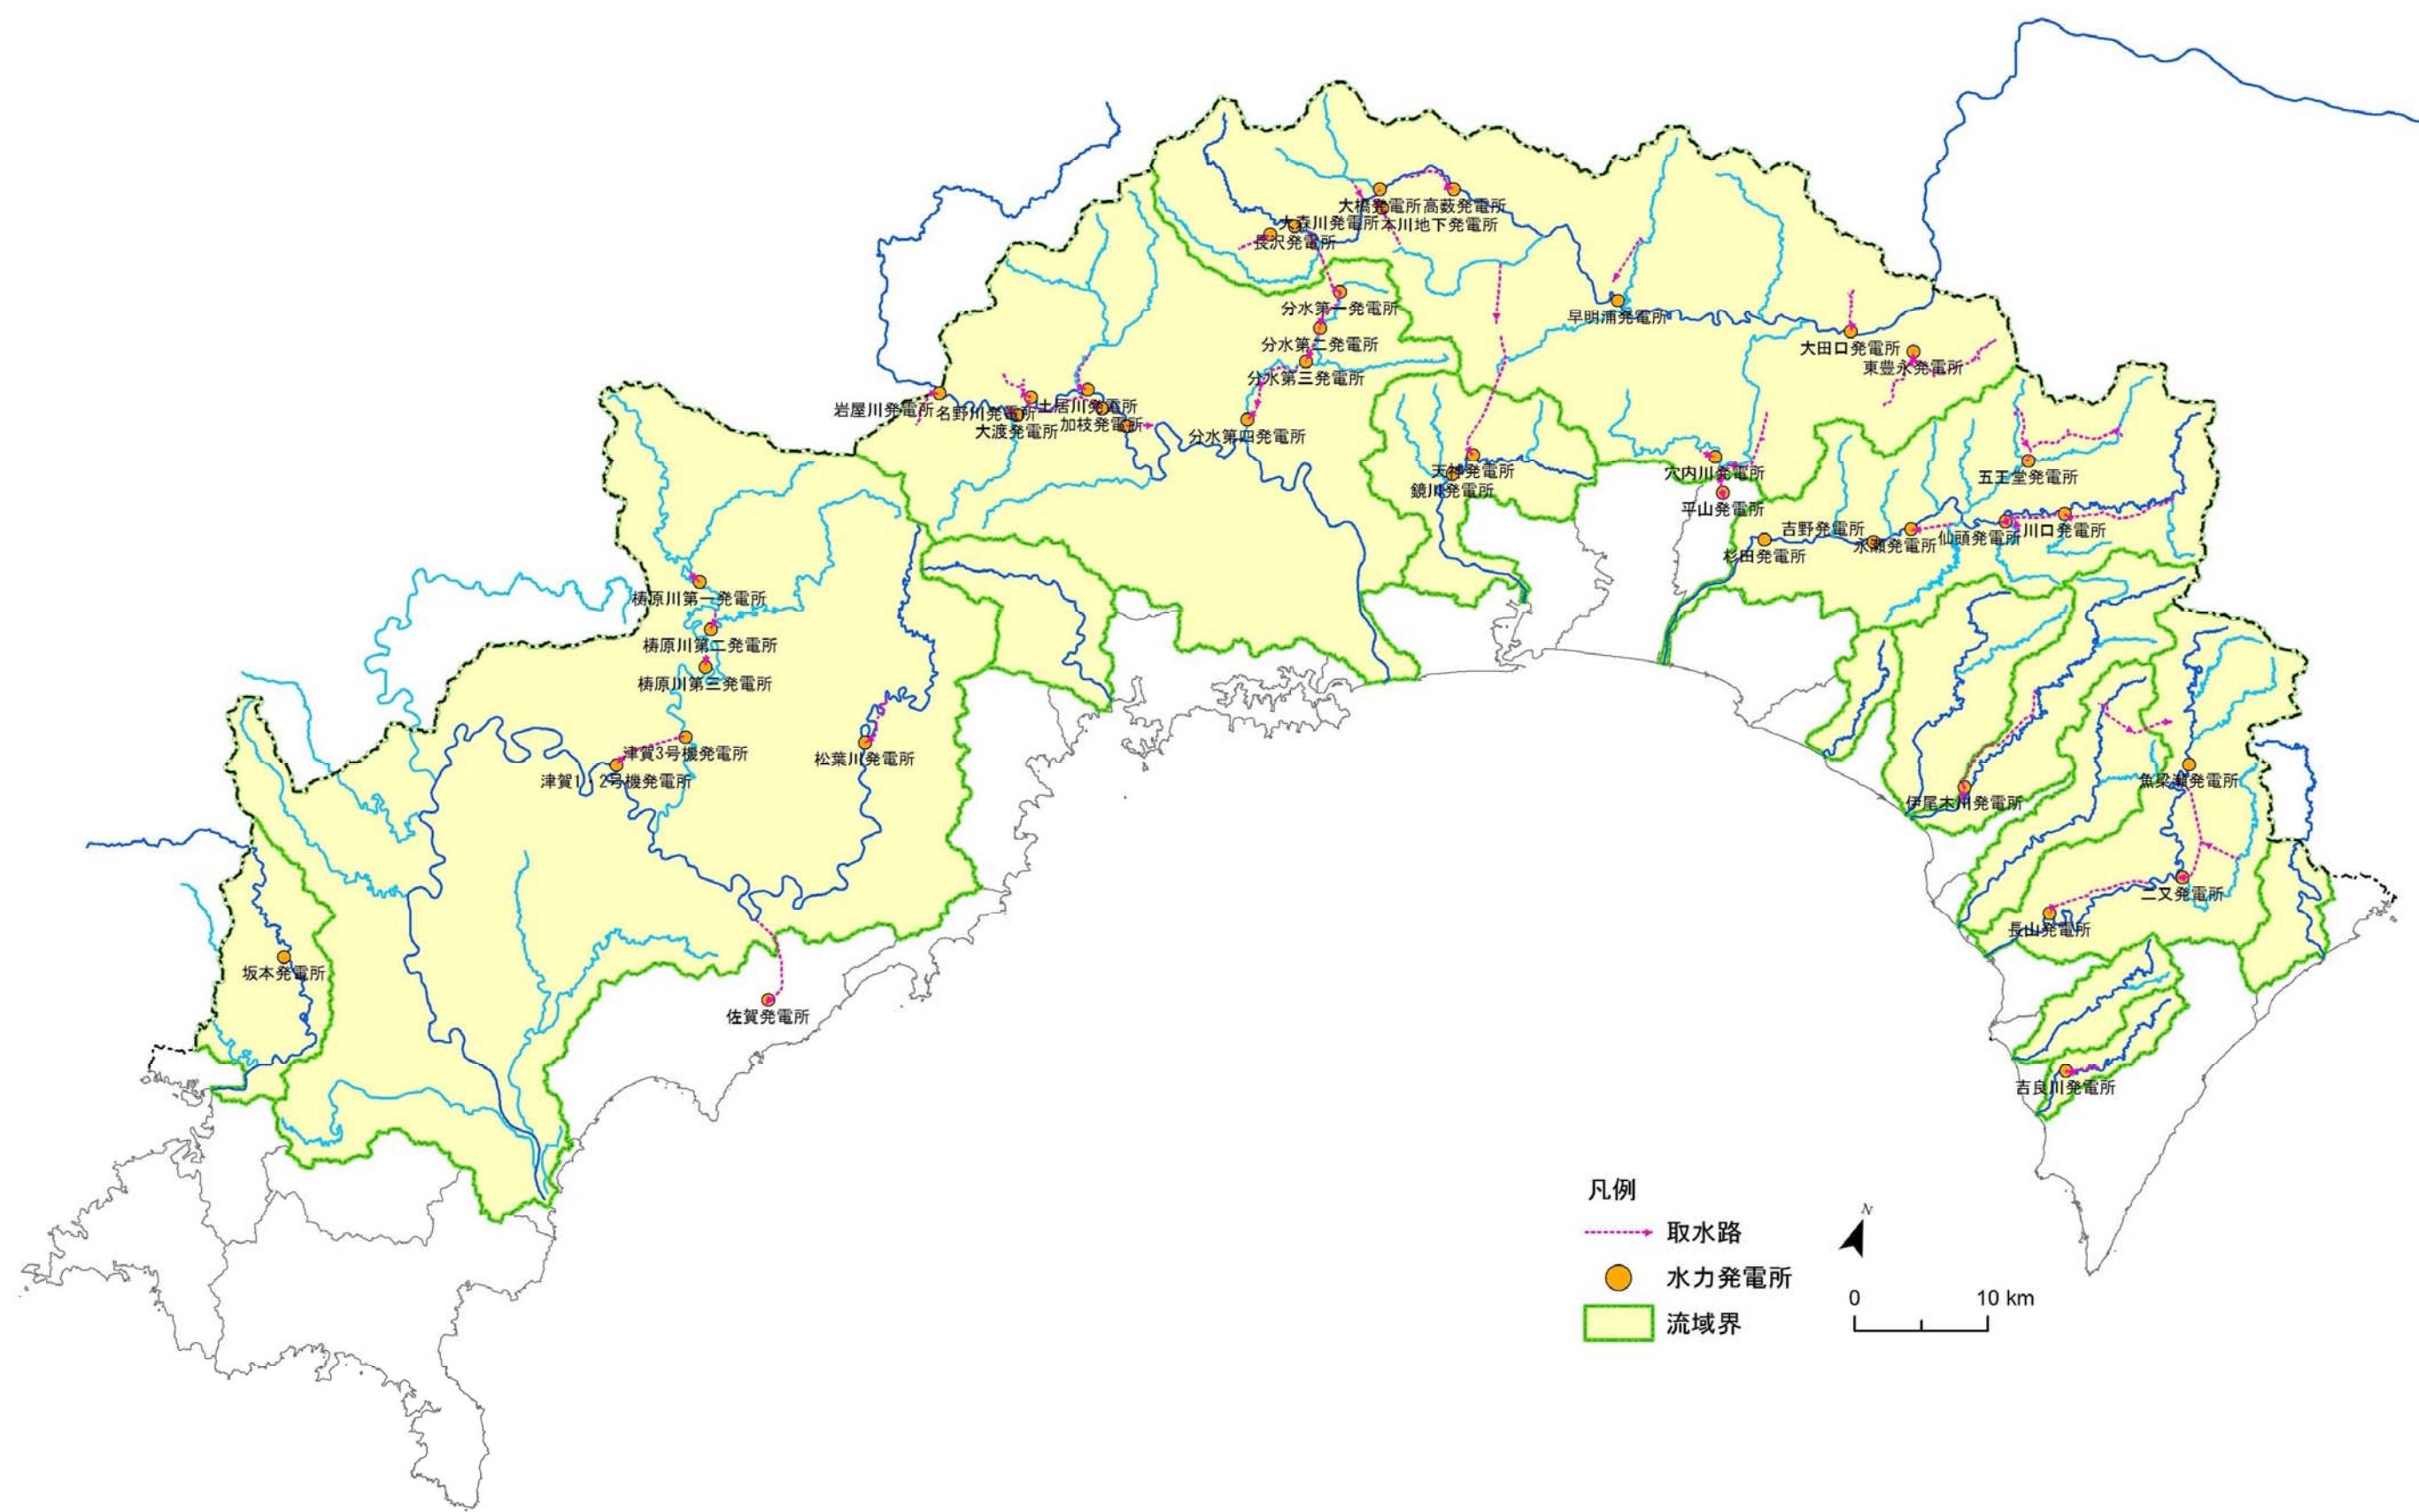 大橋発電所
高薮発電所
大森川発電所
本川地下発電所
長沢発電所
分水第一発電所
早明浦発電所
分水第二発電所
大田口発電所
東豊永発電所
分水第三発電所
岩屋川発電所
名野川発電所
土居川発電所
加枝発電所
大渡発電所
分水第四発電所
天神発電所
鏡川発電所
穴内川発電所
五王堂発電所
平山発電所
吉野発電所
川口発電所
仙頭発電所
永瀬発電所
杉田発電所
梼原川第一発電所
梼原川第二発電所
梼原川第三発電所
津賀3号機発電所
松葉川発電所
津賀1・2号機発電所
魚梁瀬発電所
伊尾木川発電所
二又発電所
長山発電所
坂本発電所
佐賀発電所
吉良川発電所
凡例
取水路
水力発電所
流域界
N
0 10 km